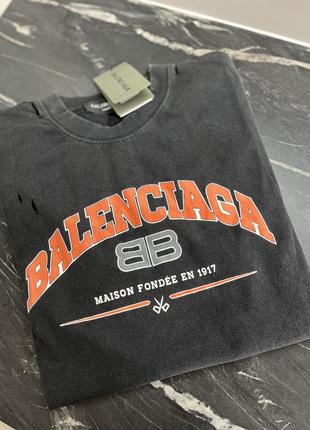 BALENCIAGA
BB
MAISON FONDÉE EN 1917